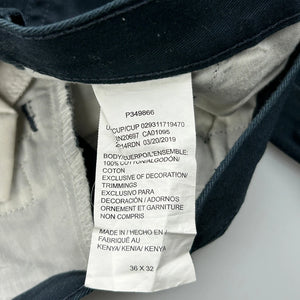 P349866
CUP/CUP 029311719470
RN20697 CA01095
14RDN 03/20/2019
BODY/CUERPO/L'ENSEMBLE:
100% COTTON/ALGODÓN/
COTON
EXCLUSIVE OF DECORATION/
TRIMMINGS
EXCLUSIVO PARA
DECORACIÓN / ADORNOS
ORNEMENT ET GARNITURE
NON COMPRIS
MADE IN / HECHO EN /
FABRIQUÉ AU
KENYA/ KENIA/ KENYA
36 X 32